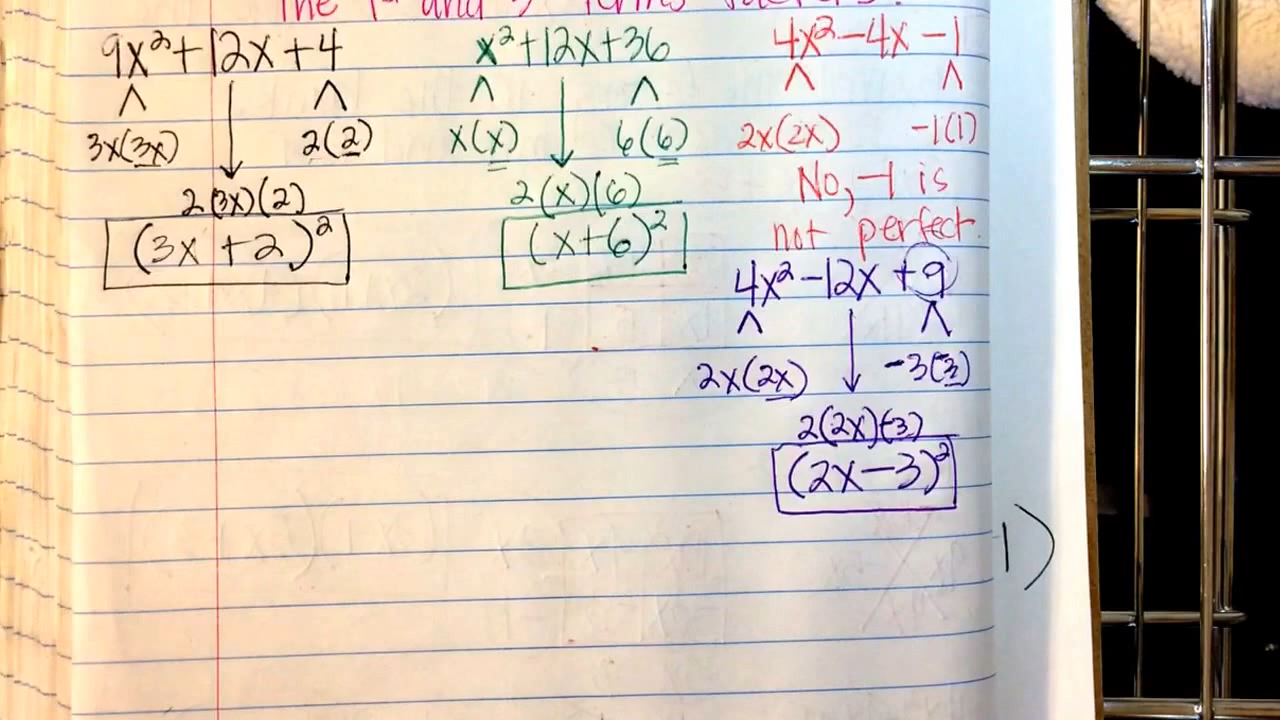 9x²+12x+4
3x(3x) 2(2)
2(3x)(2)
(3x+2)²
x²+12x+36
x(x) 6(6)
2(x)(6)
(x+6)²
4x²-4x-1
2x(2x) -1(1)
No, -1 is
not perfect.
4x²-12x+9
2x(2x) -3(-3)
2(2x)(-3)
(2x-3)²
1)